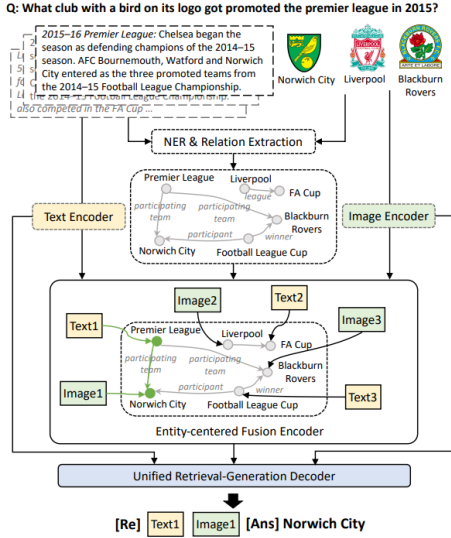 Q: What club with a bird on its logo got promoted the premier league in 2015?
2015–16 Premier League: Chelsea began the
season as defending champions of the 2014–15
season. AFC Bournemouth, Watford and Norwich
City entered as the three promoted teams from
the 2014–15 Football League Championship.
also competed in the FA Cup ...
Norwich City
Liverpool
Blackburn
Rovers
NER & Relation Extraction
Premier League
Liverpool
league
FA Cup
participating
team
participating
team
Blackburn
Rovers
participant
winner
Norwich City
Football League Cup
Text Encoder
Image Encoder
Image2
Text2
Text1
Image3
Premier League
Liverpool
FA Cup
participating
team
participating
team
Blackburn
Rovers
Image1
participant
winner
Norwich City
Football League Cup
Text3
Entity-centered Fusion Encoder
Unified Retrieval-Generation Decoder
[Re] Text1 Image1 [Ans] Norwich City